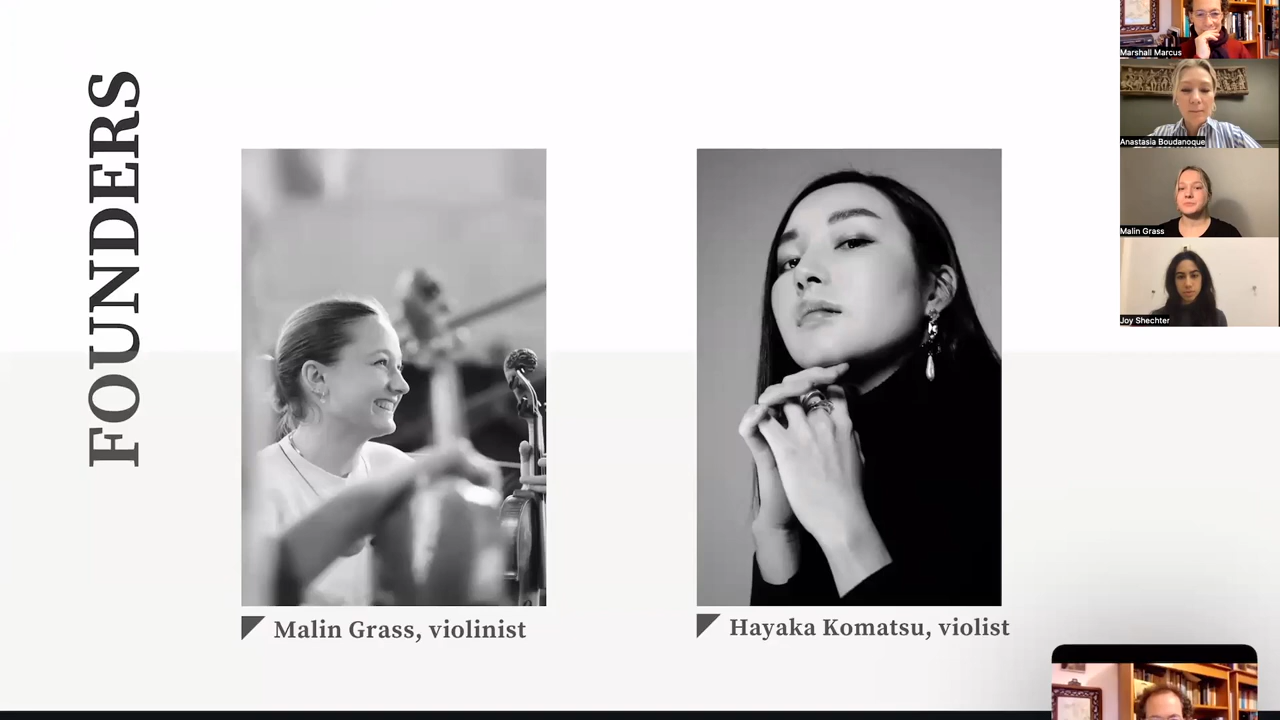 FOUNDERS
Malin Grass, violinist
Hayaka Komatsu, violist
Marshall Marcus
Anastasia Boudanoque
Malin Grass
Joy Shechter